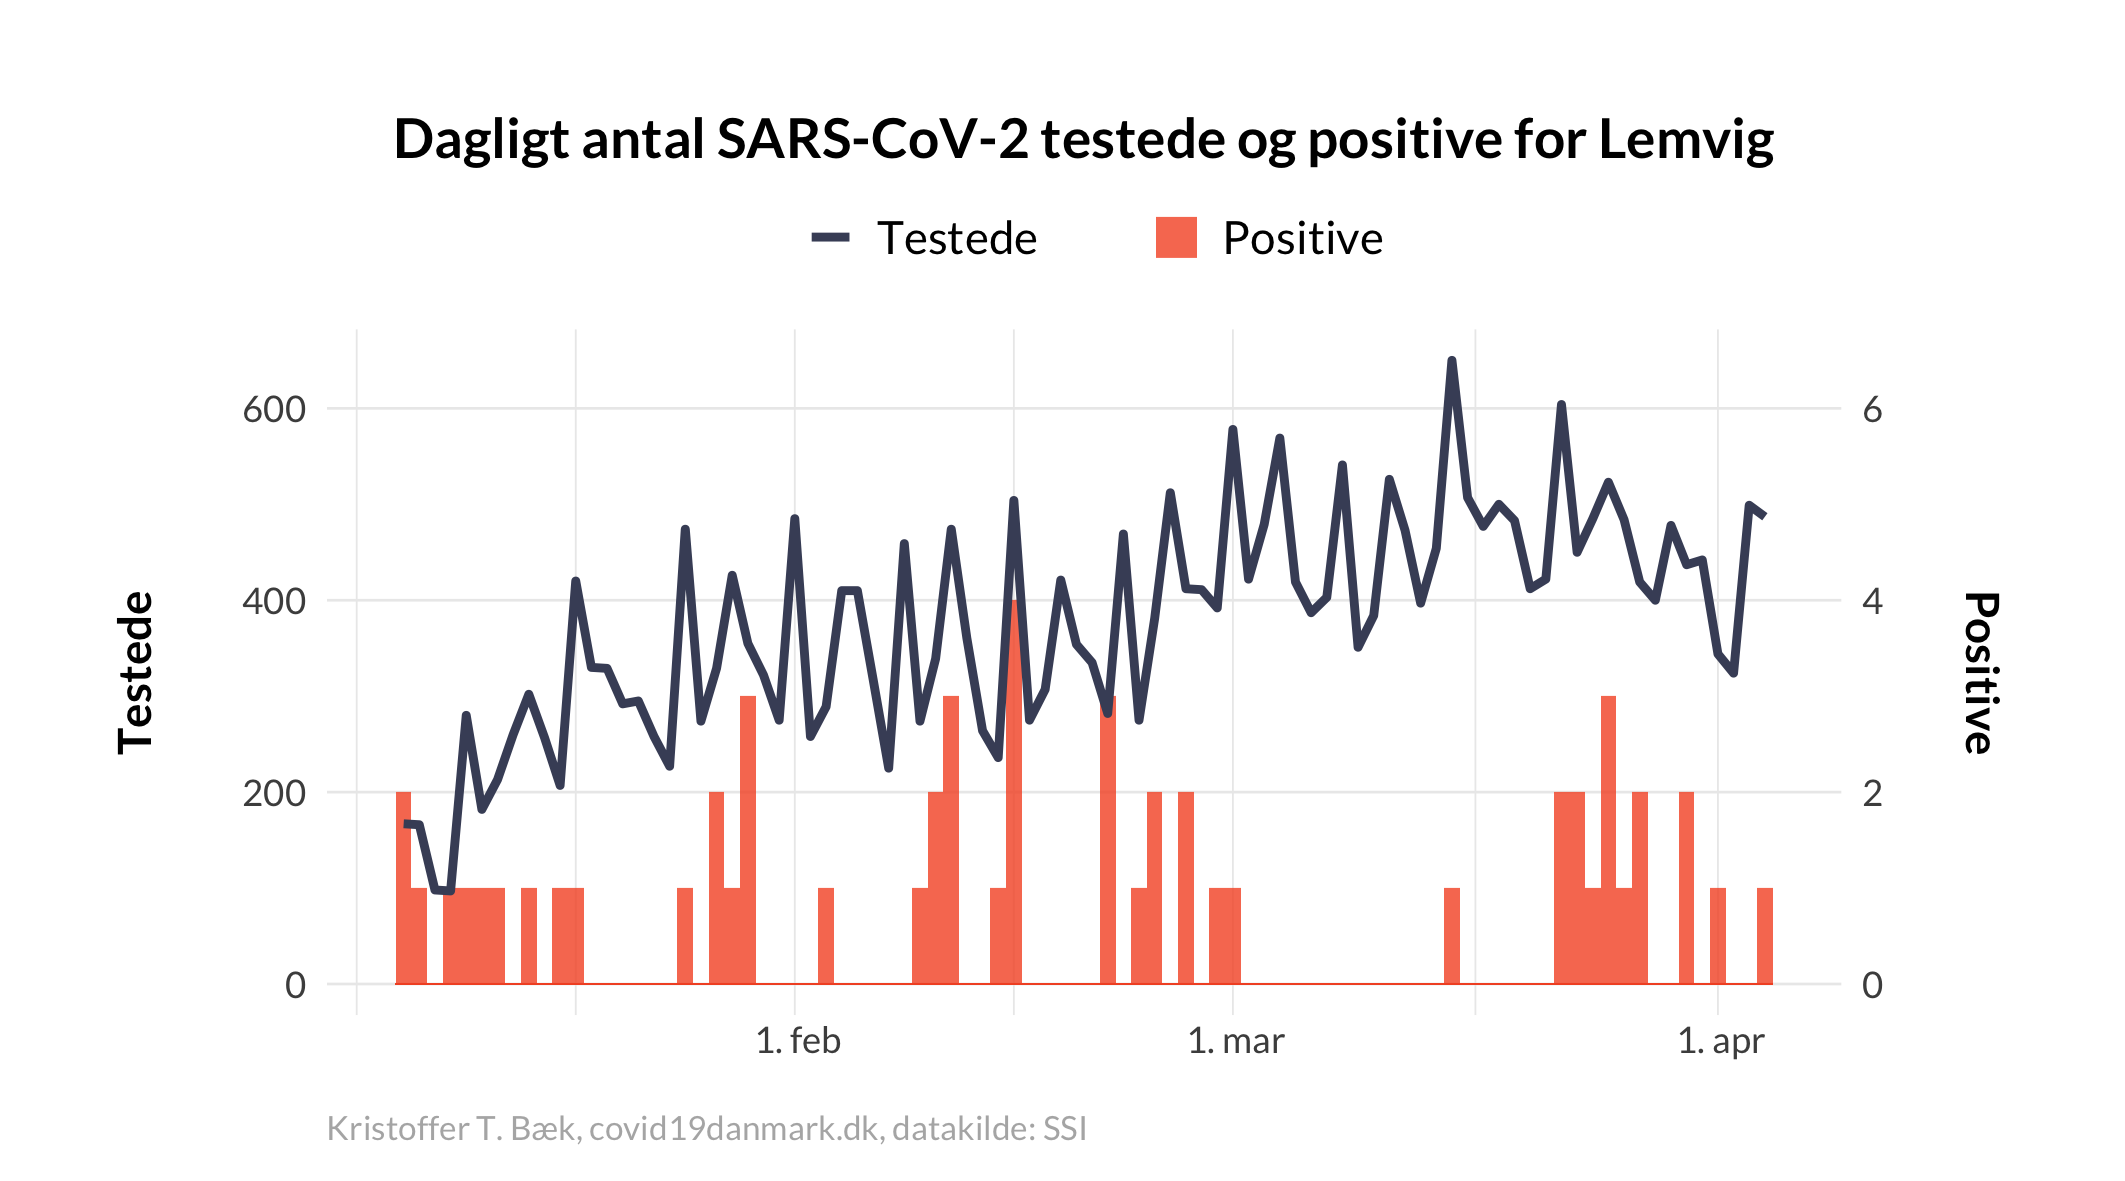 Dagligt antal SARS-CoV-2 testede og positive for Lemvig
Testede
Positive
600
400
200
0
6
4
2
0
Testede
Positive
1. feb
1. mar
1. apr
Kristoffer T. Bæk, covid19danmark.dk, datakilde: SSI